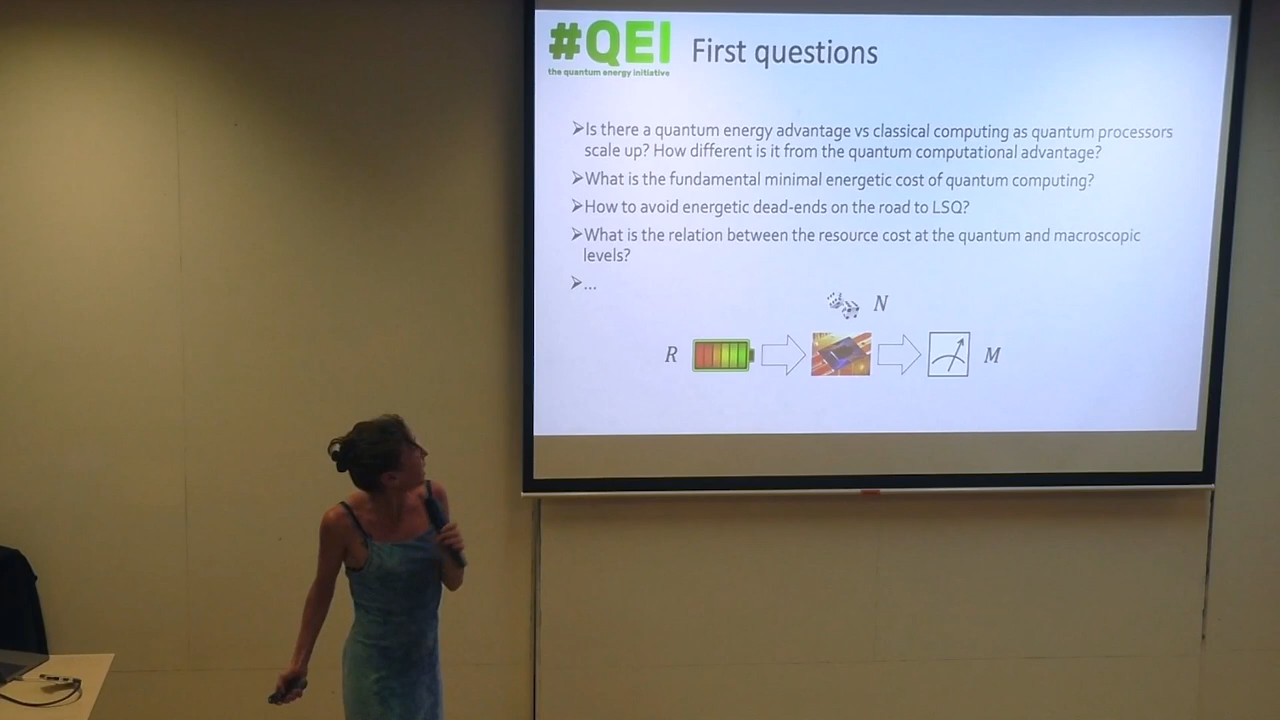 #QEI
the quantum energy initiative
First questions
➢Is there a quantum energy advantage vs classical computing as quantum processors
scale up? How different is it from the quantum computational advantage?
➢What is the fundamental minimal energetic cost of quantum computing?
➢How to avoid energetic dead-ends on the road to LSQ?
➢What is the relation between the resource cost at the quantum and macroscopic
levels?
➢...
N
R
M